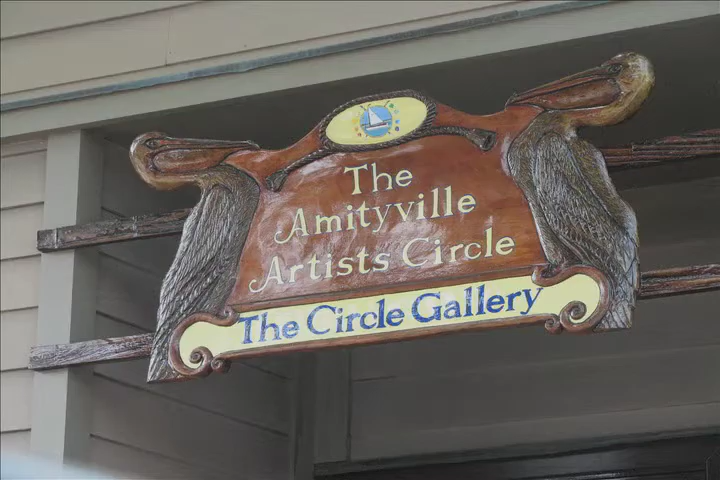 The
Amityville
Artists Circle
The Circle Gallery